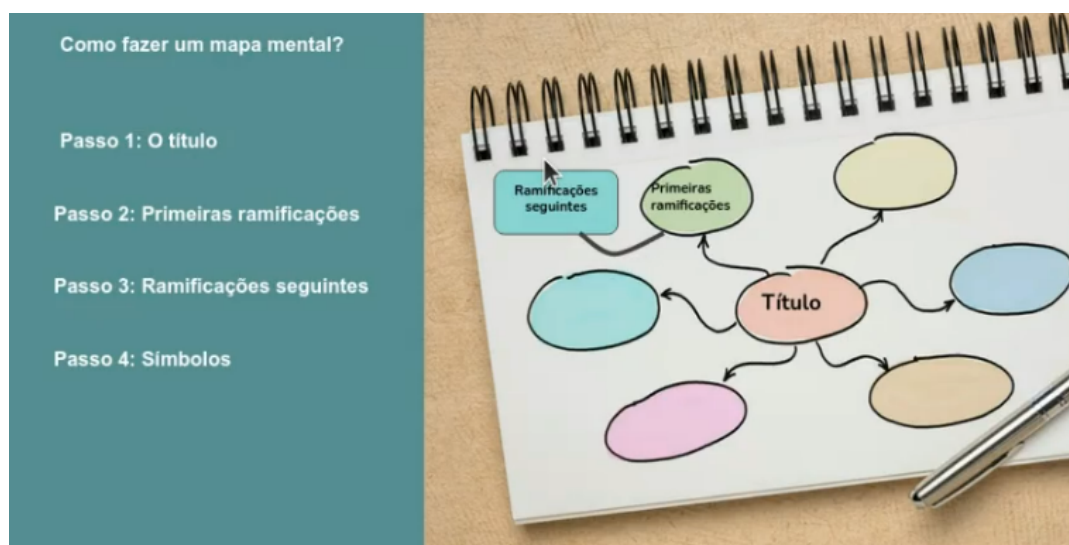 Como fazer um mapa mental?
Passo 1: O título
Passo 2: Primeiras ramificações
Passo 3: Ramificações seguintes
Passo 4: Símbolos
Ramificações
seguintes
Primeiras
ramificações
Título